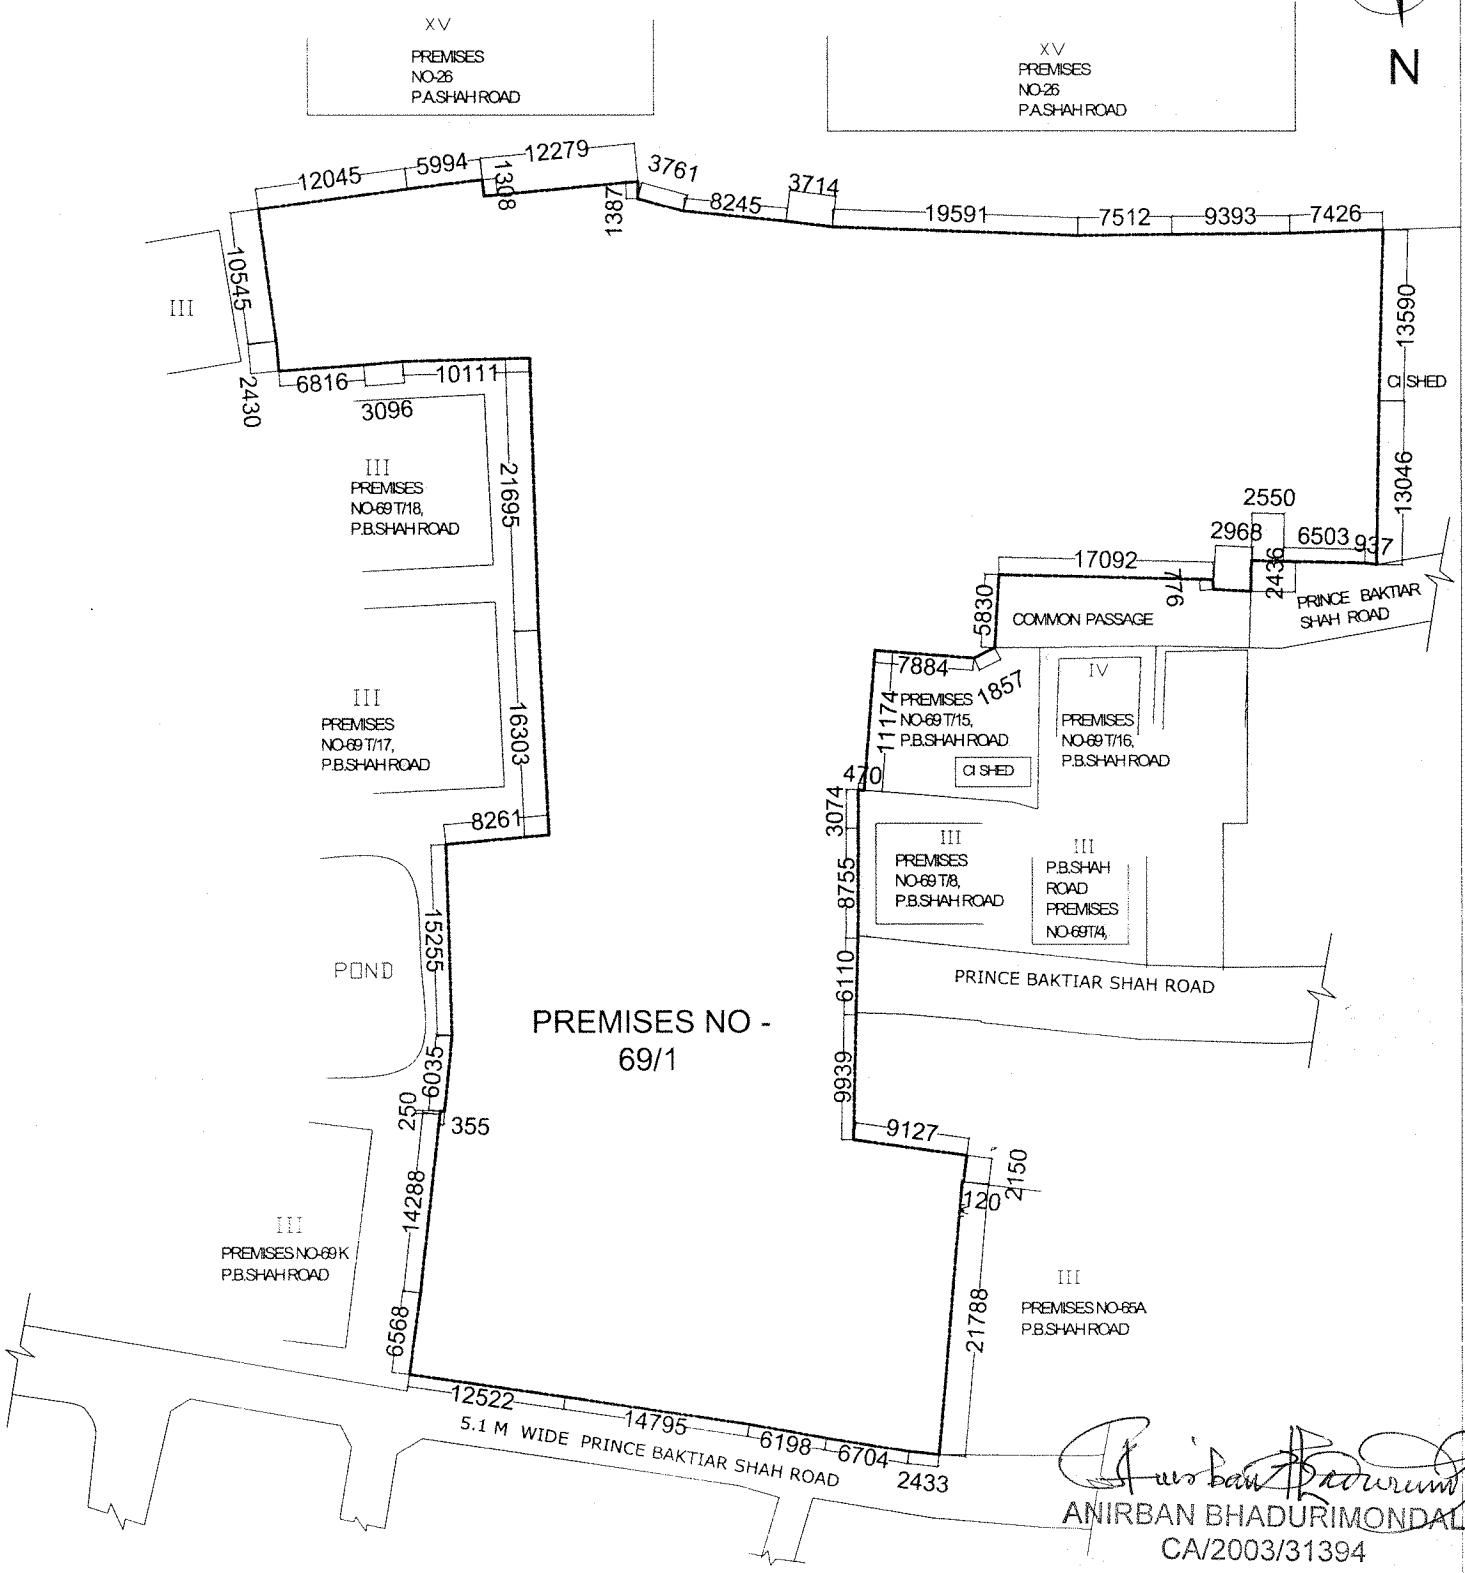 XV
PREMISES
NO-26
P.A.SHAH ROAD
XV
PREMISES
NO-26
P.A.SHAH ROAD
N
12045
5994
1308
12279
1387
3761
8245
3714
19591
7512
9393
7426
10545
2430
III
6816
3096
10111
13590
CI SHED
13046
III
PREMISES
NO-69 T/18,
P.B.SHAH ROAD
21695
2550
2968
6503
937
17092
776
2436
5830
COMMON PASSAGE
PRINCE BAKTIAR
SHAH ROAD
7884
1857
IV
III
PREMISES
NO-69 T/17,
P.B.SHAH ROAD
16303
11174
PREMISES
NO-69 T/15,
P.B.SHAH ROAD
CI SHED
PREMISES
NO-69 T/16,
P.B.SHAH ROAD
470
3074
8261
8755
III
PREMISES
NO-69 T/8,
P.B.SHAH ROAD
III
P.B.SHAH
ROAD
PREMISES
NO-69T/4,
15255
POND
6110
PRINCE BAKTIAR SHAH ROAD
PREMISES NO -
69/1
6035
9939
250
355
9127
2150
120
14288
III
PREMISES NO-69 K
P.B.SHAH ROAD
21788
III
PREMISES NO-65A
P.B.SHAH ROAD
6568
12522
14795
6198
6704
2433
5.1 M WIDE PRINCE BAKTIAR SHAH ROAD
ANIRBAN BHADURIMONDAL
CA/2003/31394